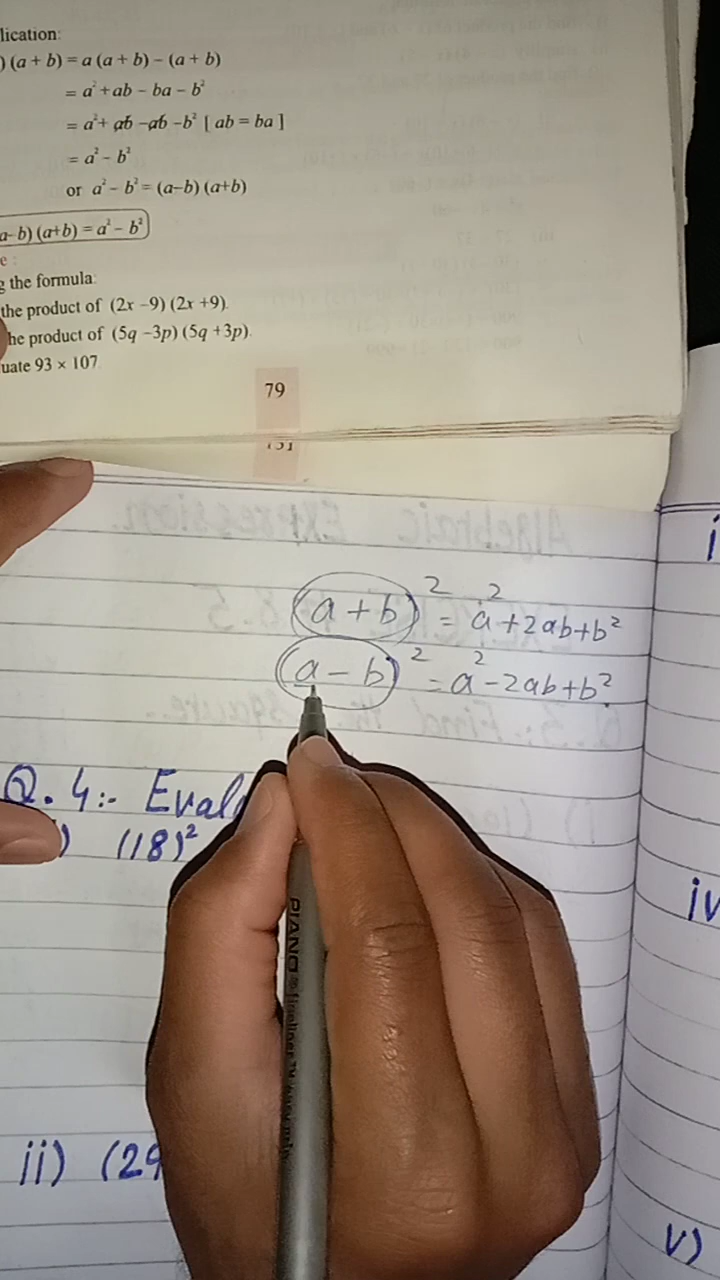 lication:
) (a + b) = a (a + b) – (a + b)
= a² + ab – ba – b²
= a² + ab – ab – b² [ ab = ba ]
= a² – b²
or a² – b² = (a–b) (a+b)
a–b) (a+b) = a² – b²
e :
g the formula:
the product of (2x –9) (2x +9).
he product of (5q –3p) (5q +3p).
uate 93 × 107
79
(a + b)² = a² + 2ab + b²
(a – b)² = a² – 2ab + b²
Q.4:- Eval
) (18)²
ii) (29
i
iv
v)
PIANO